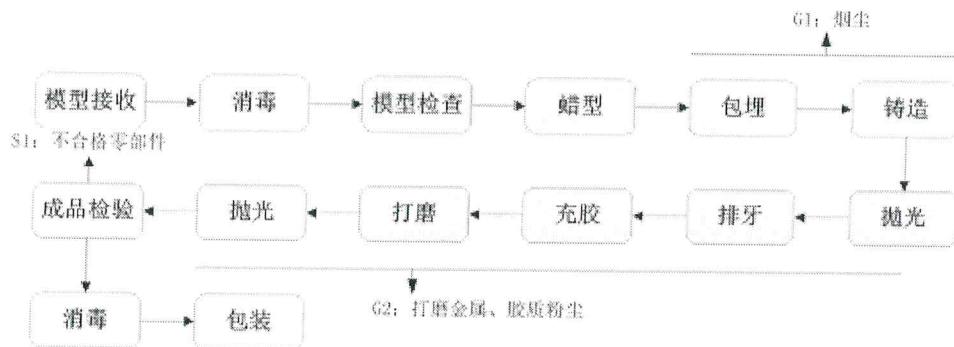 G1：烟尘
模型接收 消毒 模型检查 蜡型 包埋 铸造
S1：不合格零部件
成品检验 抛光 打磨 充胶 排牙 抛光
消毒 包装
G2：打磨金属、胶质粉尘